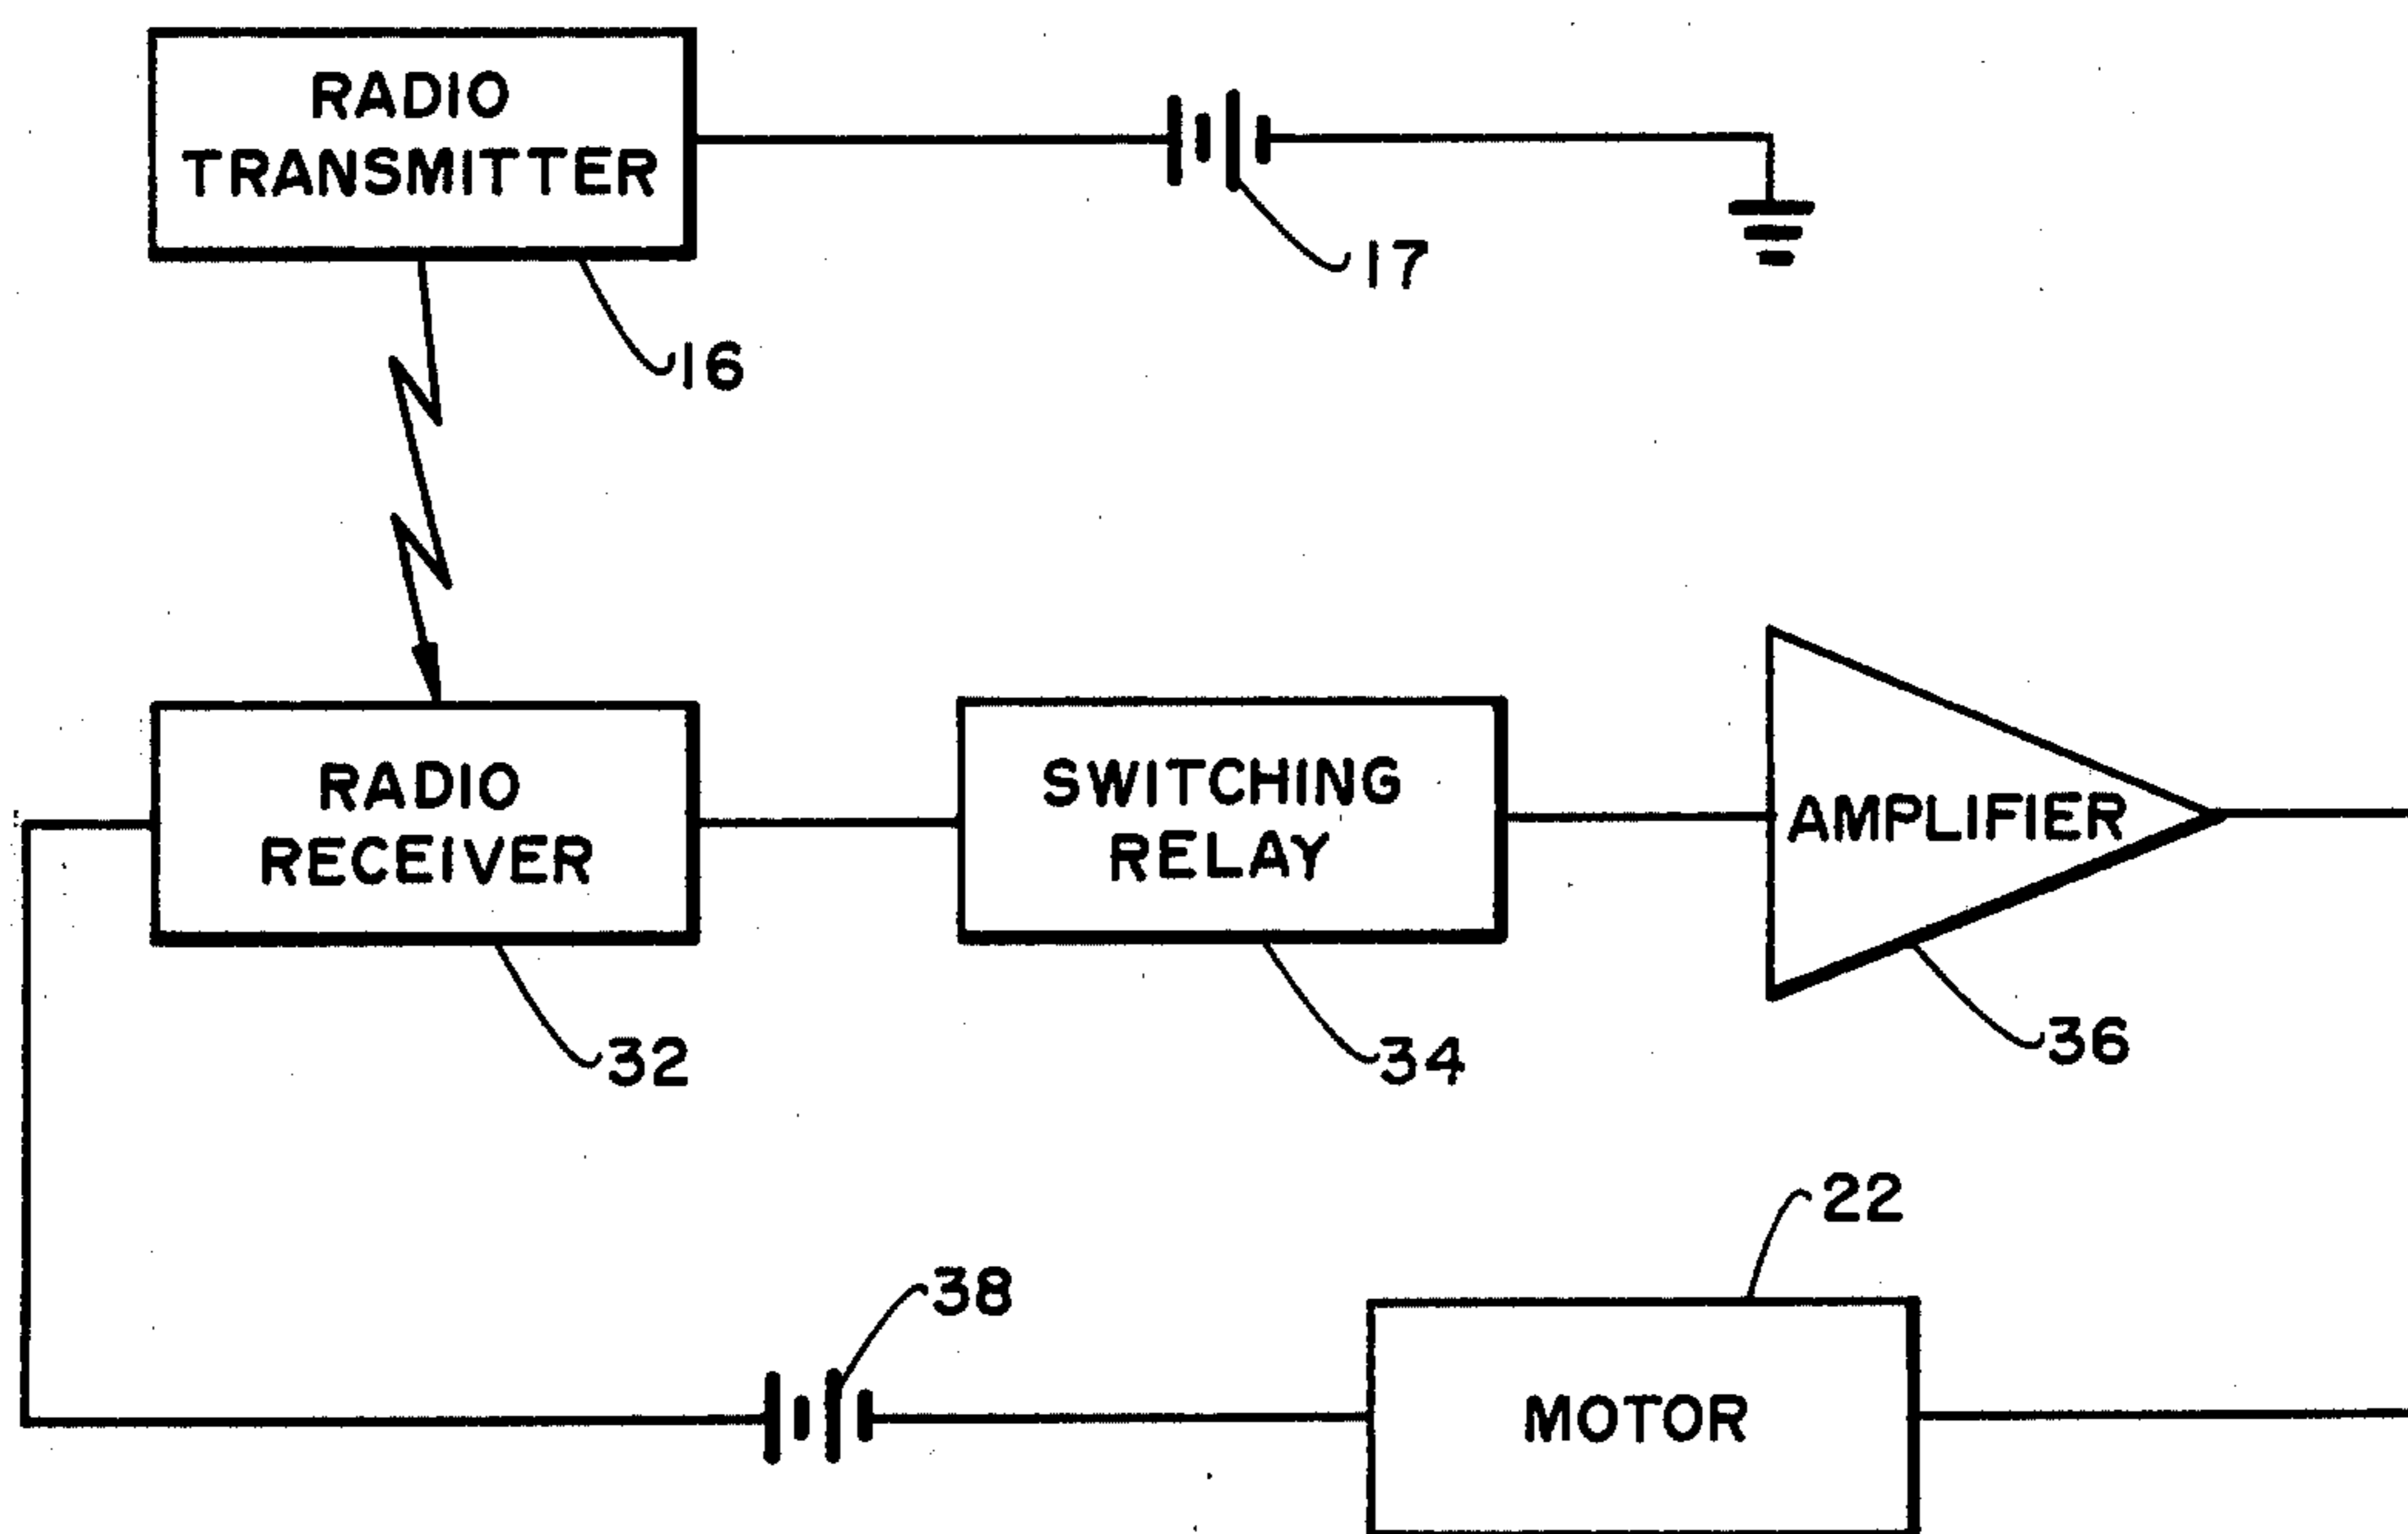 RADIO
TRANSMITTER
17
16
RADIO
RECEIVER
SWITCHING
RELAY
AMPLIFIER
32
34
36
22
38
MOTOR